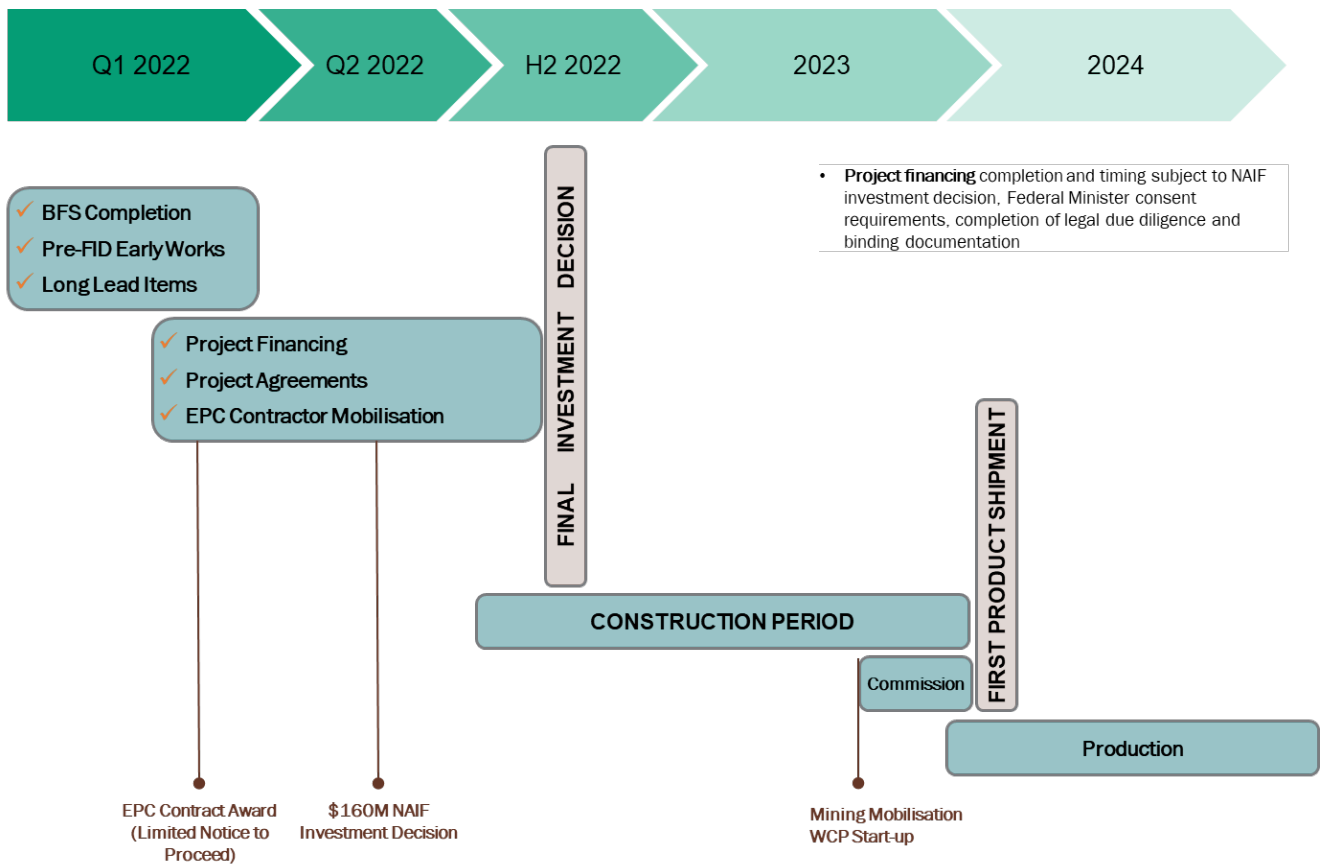 Q1 2022
Q2 2022
H2 2022
2023
2024
• Project financing completion and timing subject to NAIF
investment decision, Federal Minister consent
requirements, completion of legal due diligence and
binding documentation
✓ BFS Completion
✓ Pre-FID Early Works
✓ Long Lead Items
✓ Project Financing
✓ Project Agreements
✓ EPC Contractor Mobilisation
FINAL INVESTMENT DECISION
FIRST PRODUCT SHIPMENT
CONSTRUCTION PERIOD
Commission
Production
EPC Contract Award
(Limited Notice to
Proceed)
$160M NAIF
Investment Decision
Mining Mobilisation
WCP Start-up